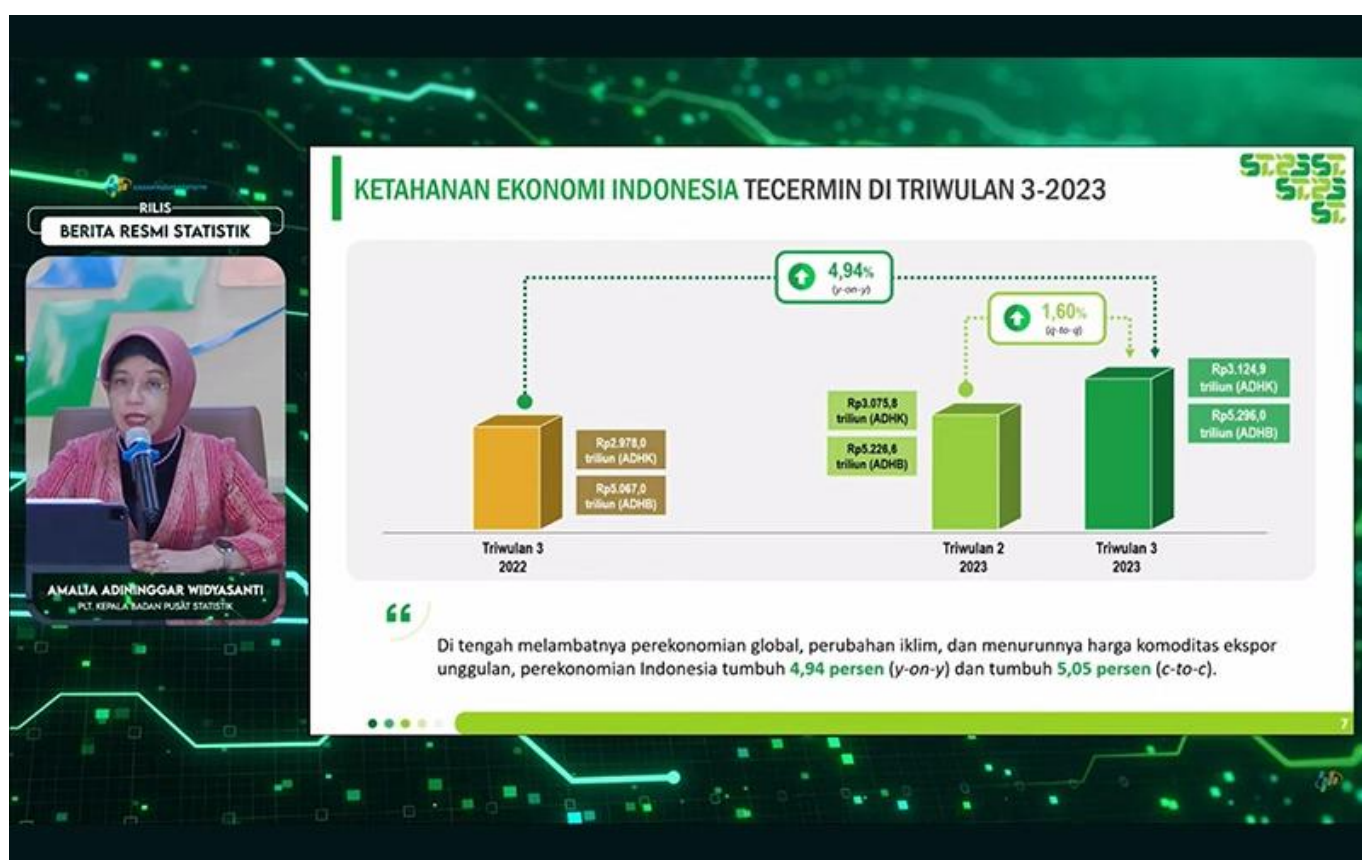 RILIS
BERITA RESMI STATISTIK
AMALIA ADININGGAR WIDYASANTI
PLT. KEPALA BADAN PUSAT STATISTIK
KETAHANAN EKONOMI INDONESIA TECERMIN DI TRIWULAN 3-2023
4,94%
(y-on-y)
1,60%
(q-to-q)
Rp2.978,0
triliun (ADHK)
Rp5.067,0
triliun (ADHB)
Rp3.075,8
triliun (ADHK)
Rp5.226,6
triliun (ADHB)
Rp3.124,9
triliun (ADHK)
Rp5.296,0
triliun (ADHB)
Triwulan 3
2022
Triwulan 2
2023
Triwulan 3
2023
Di tengah melambatnya perekonomian global, perubahan iklim, dan menurunnya harga komoditas ekspor
unggulan, perekonomian Indonesia tumbuh 4,94 persen (y-on-y) dan tumbuh 5,05 persen (c-to-c).
7